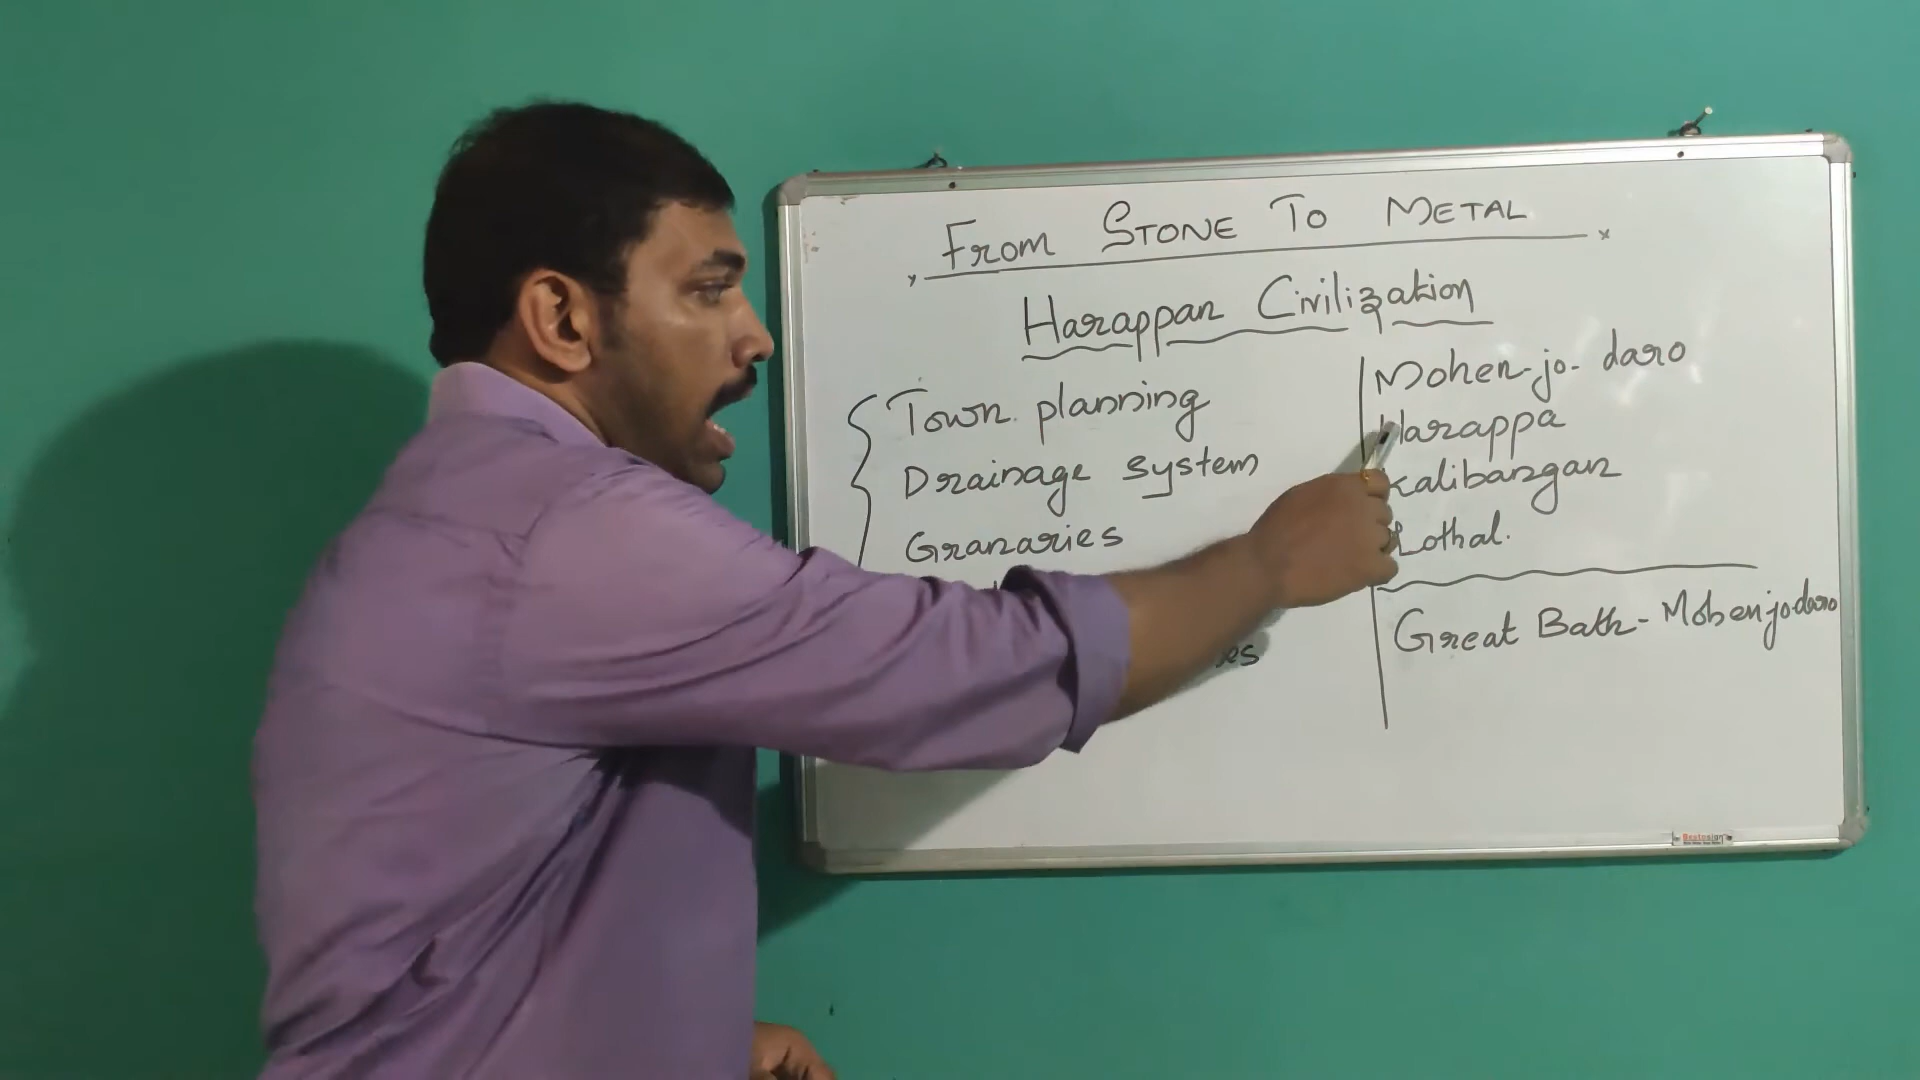 From STONE TO METAL
Harappan Civilization
Town planning
Drainage system
Granaries
Mohen-jo-daro
Harappa
Kalibangan
Lothal.
Great Bath - Mohenjodaro